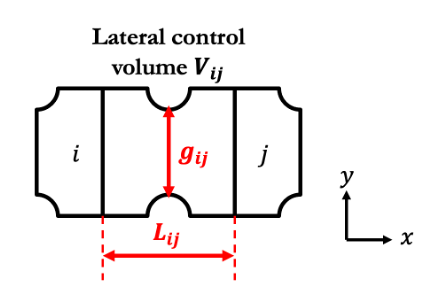 Lateral control
volume V_ij
i
g_ij
j
L_ij
y
x